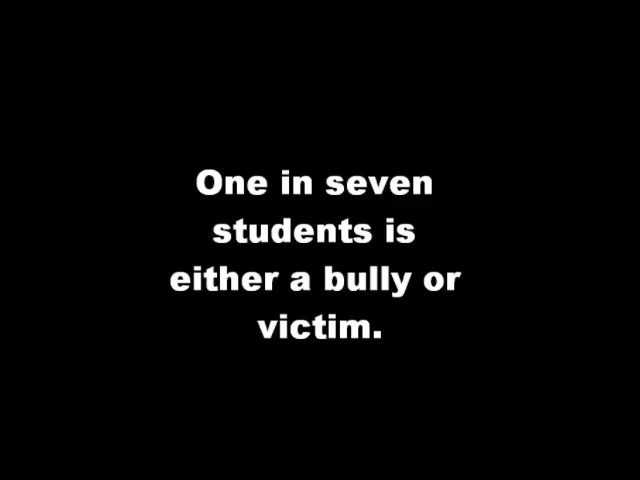 One in seven
students is
either a bully or
victim.